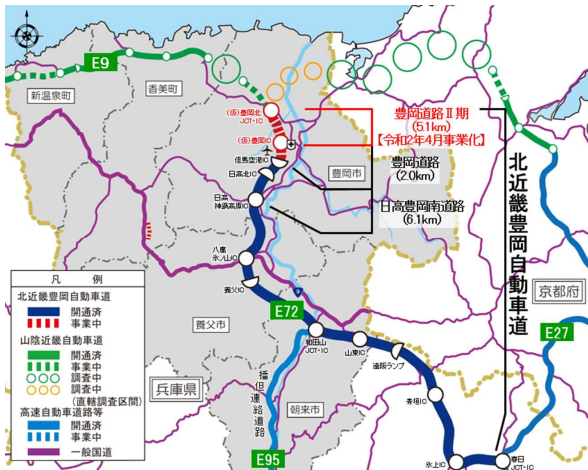 E9
新温泉町
香美町
(仮)豊岡北
JCT・IC
(仮)豊岡IC
但馬空港IC
日高北IC
豊岡市
日高
神鍋高原IC
八鹿
氷ノ山IC
養父IC
養父市
E72
和田山
JCT・IC
山東IC
遠阪ランプ
青垣IC
氷上IC
春日
JCT・IC
朝来市
播但連絡道路
E95
兵庫県
京都府
E27
豊岡道路Ⅱ期
(5.1km)
【令和2年4月事業化】
豊岡道路
(2.0km)
日高豊岡南道路
(6.1km)
北近畿豊岡自動車道
凡 例
北近畿豊岡自動車道
開通済
事業中
山陰近畿自動車道
開通済
事業中
調査中
調査中
(直轄調査区間)
高速自動車道路等
開通済
事業中
一般国道